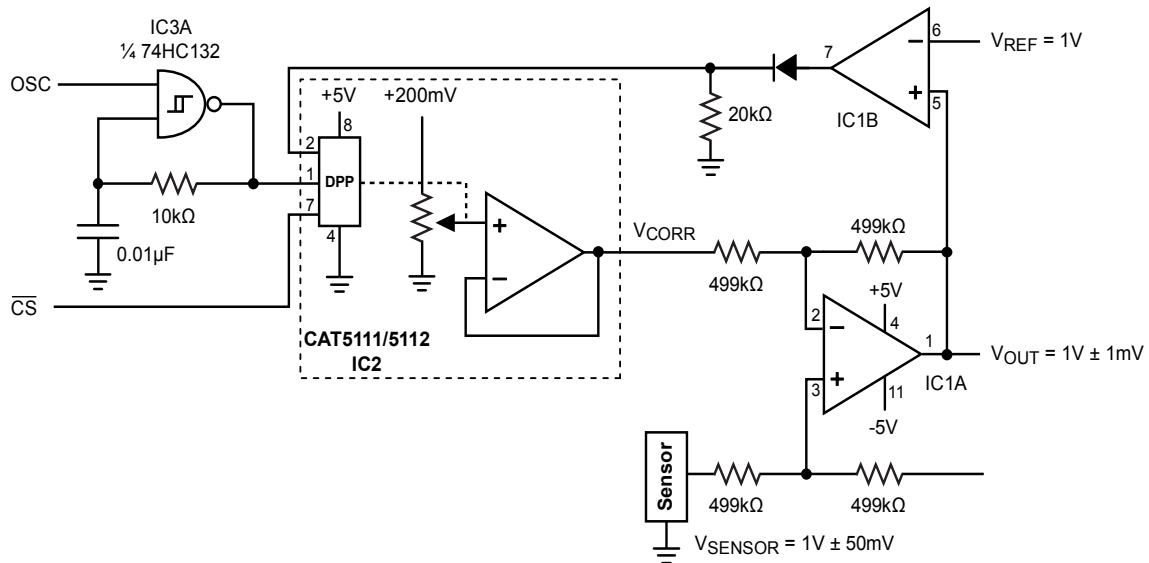 IC3A
¼ 74HC132
OSC
10kΩ
0.01µF
CS
+5V
8
+200mV
2
1
7
4
DPP
+
–
CAT5111/5112
IC2
7
6
5
–
+
IC1B
VREF = 1V
20kΩ
VCORR
499kΩ
499kΩ
+5V
4
2
–
3
+
1
11
-5V
IC1A
VOUT = 1V ± 1mV
Sensor
499kΩ
499kΩ
VSENSOR = 1V ± 50mV